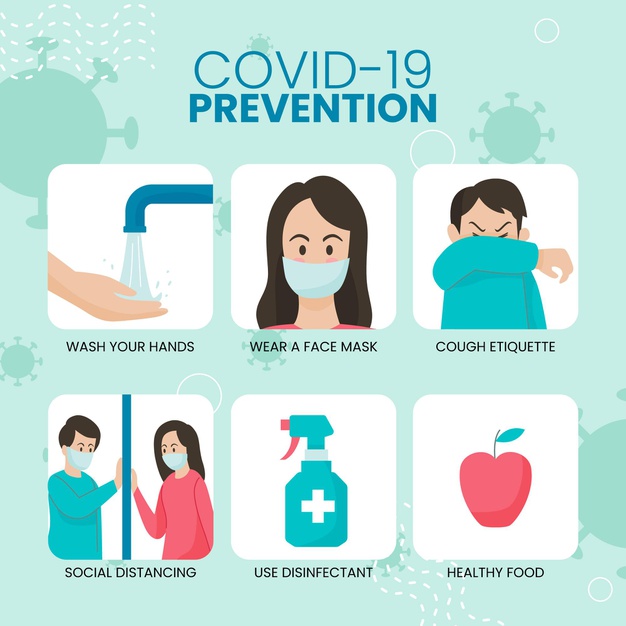 COVID-19
PREVENTION
WASH YOUR HANDS
WEAR A FACE MASK
COUGH ETIQUETTE
SOCIAL DISTANCING
USE DISINFECTANT
HEALTHY FOOD